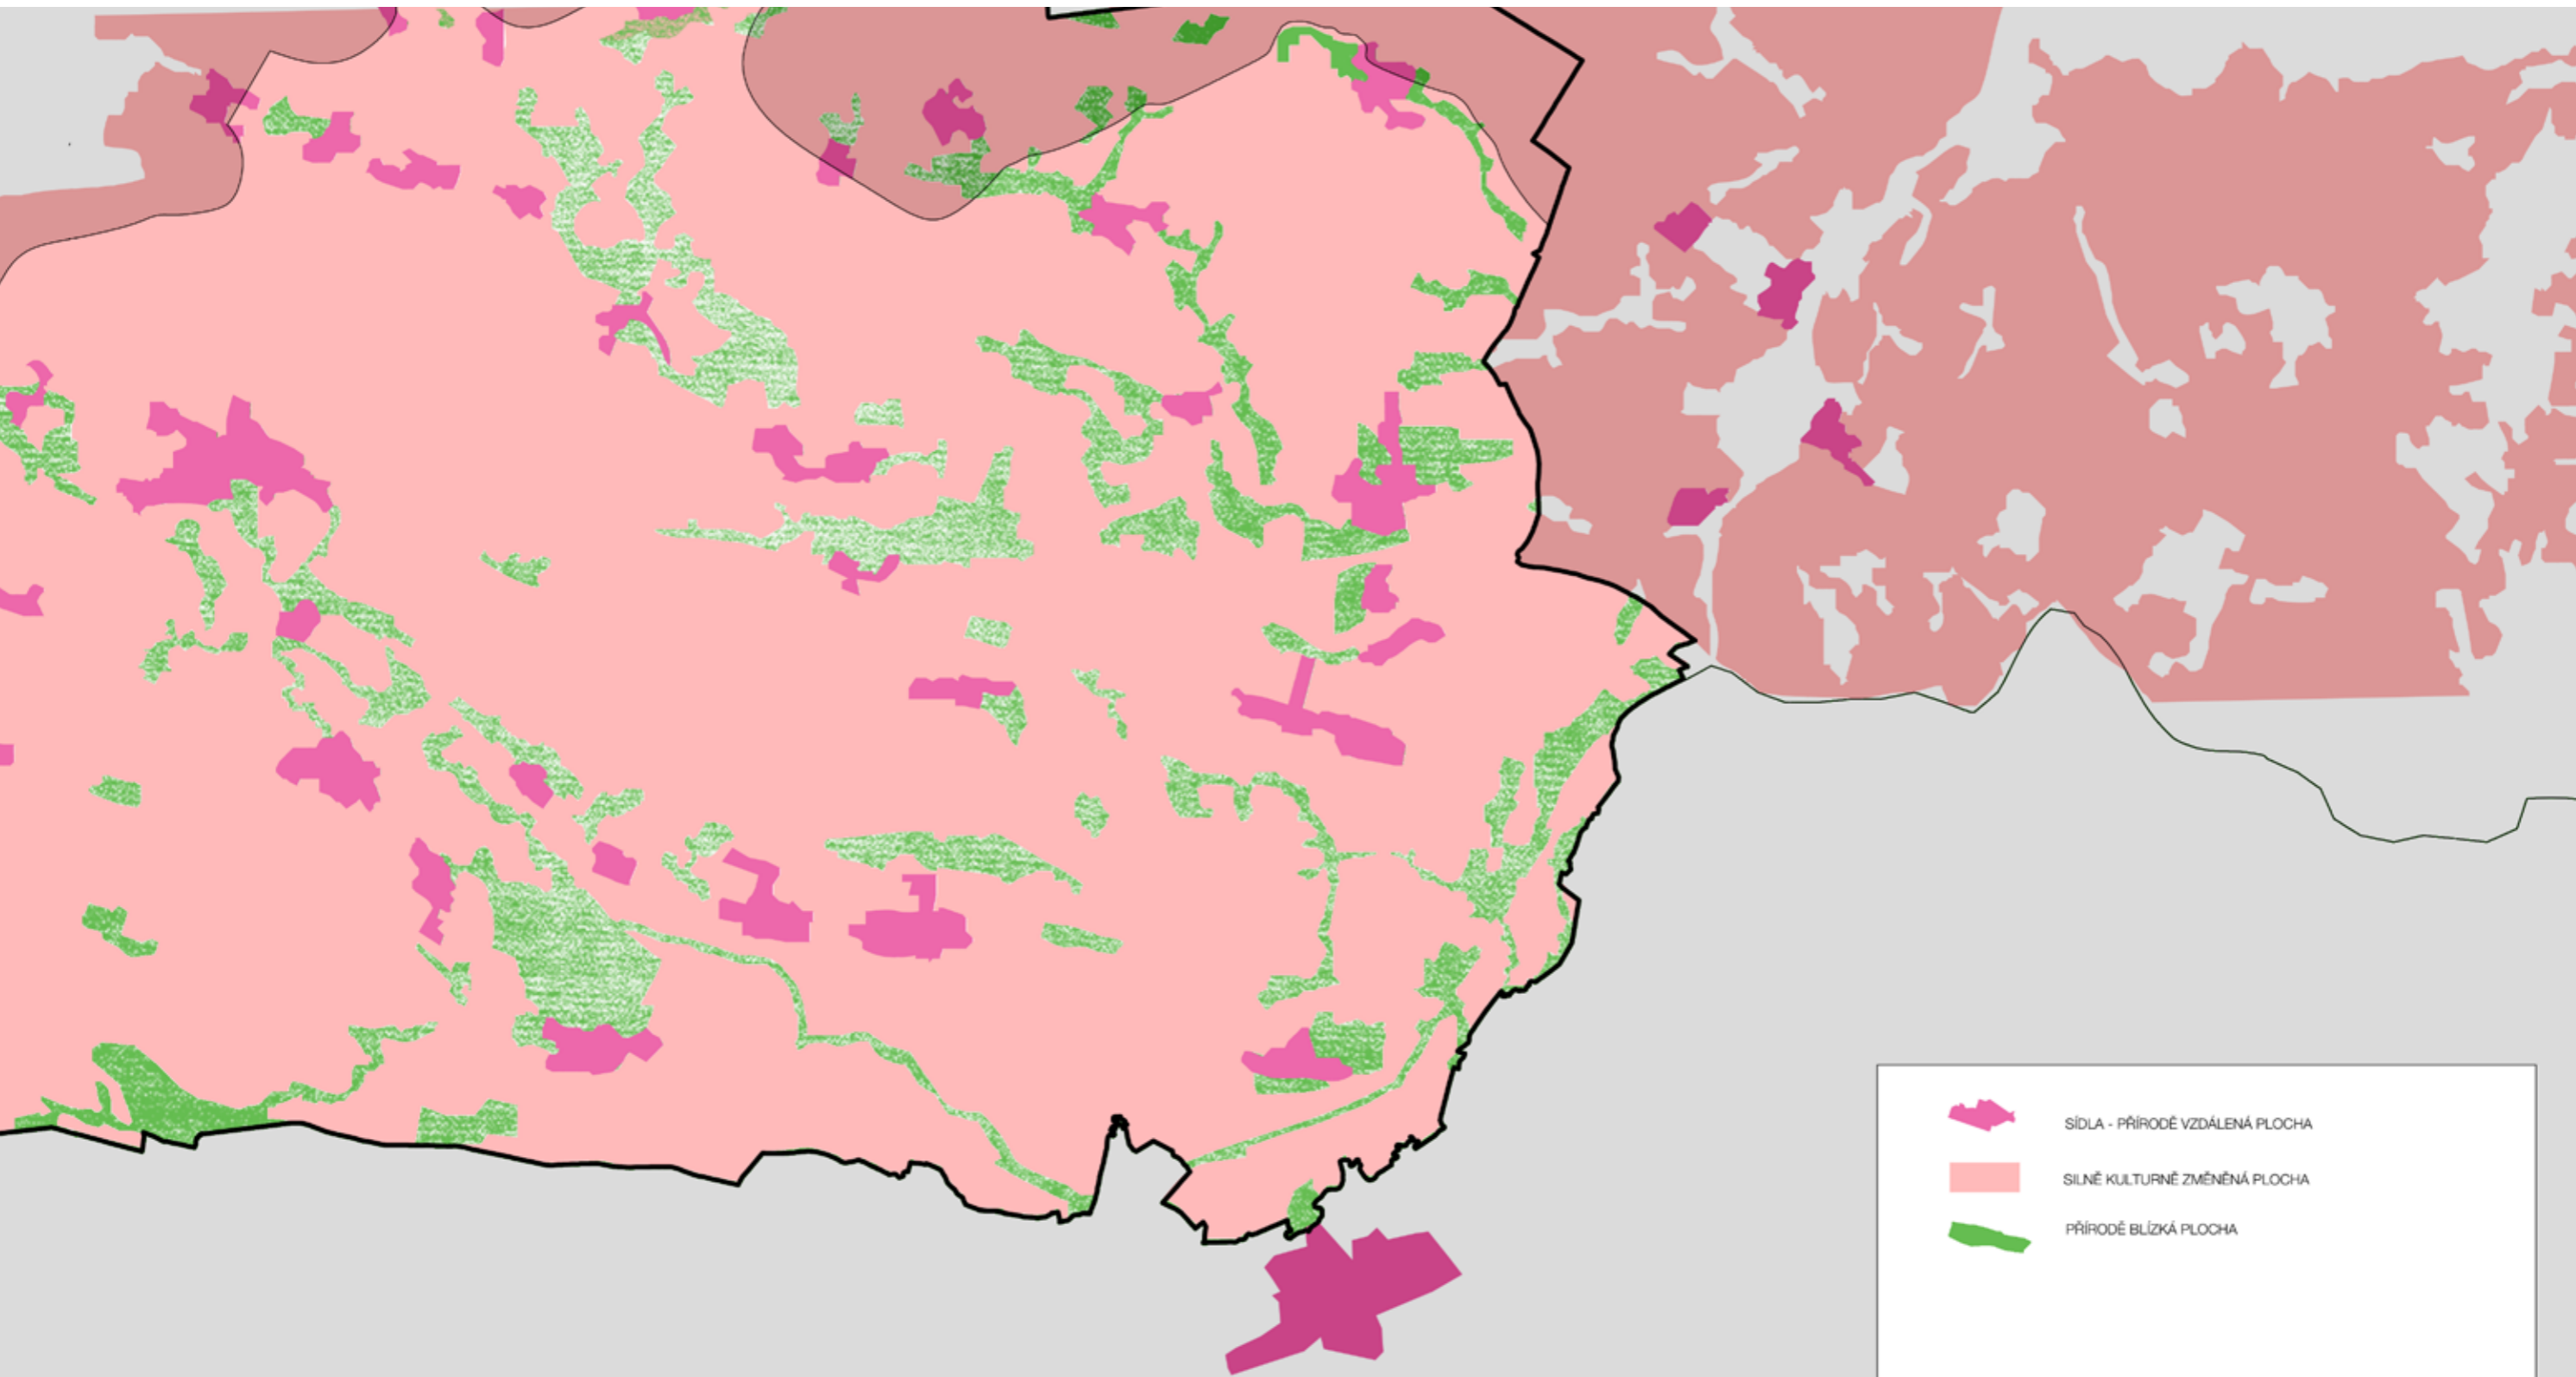 SÍDLA - PŘÍRODĚ VZDÁLENÁ PLOCHA
SILNĚ KULTURNĚ ZMĚNĚNÁ PLOCHA
PŘÍRODĚ BLÍZKÁ PLOCHA